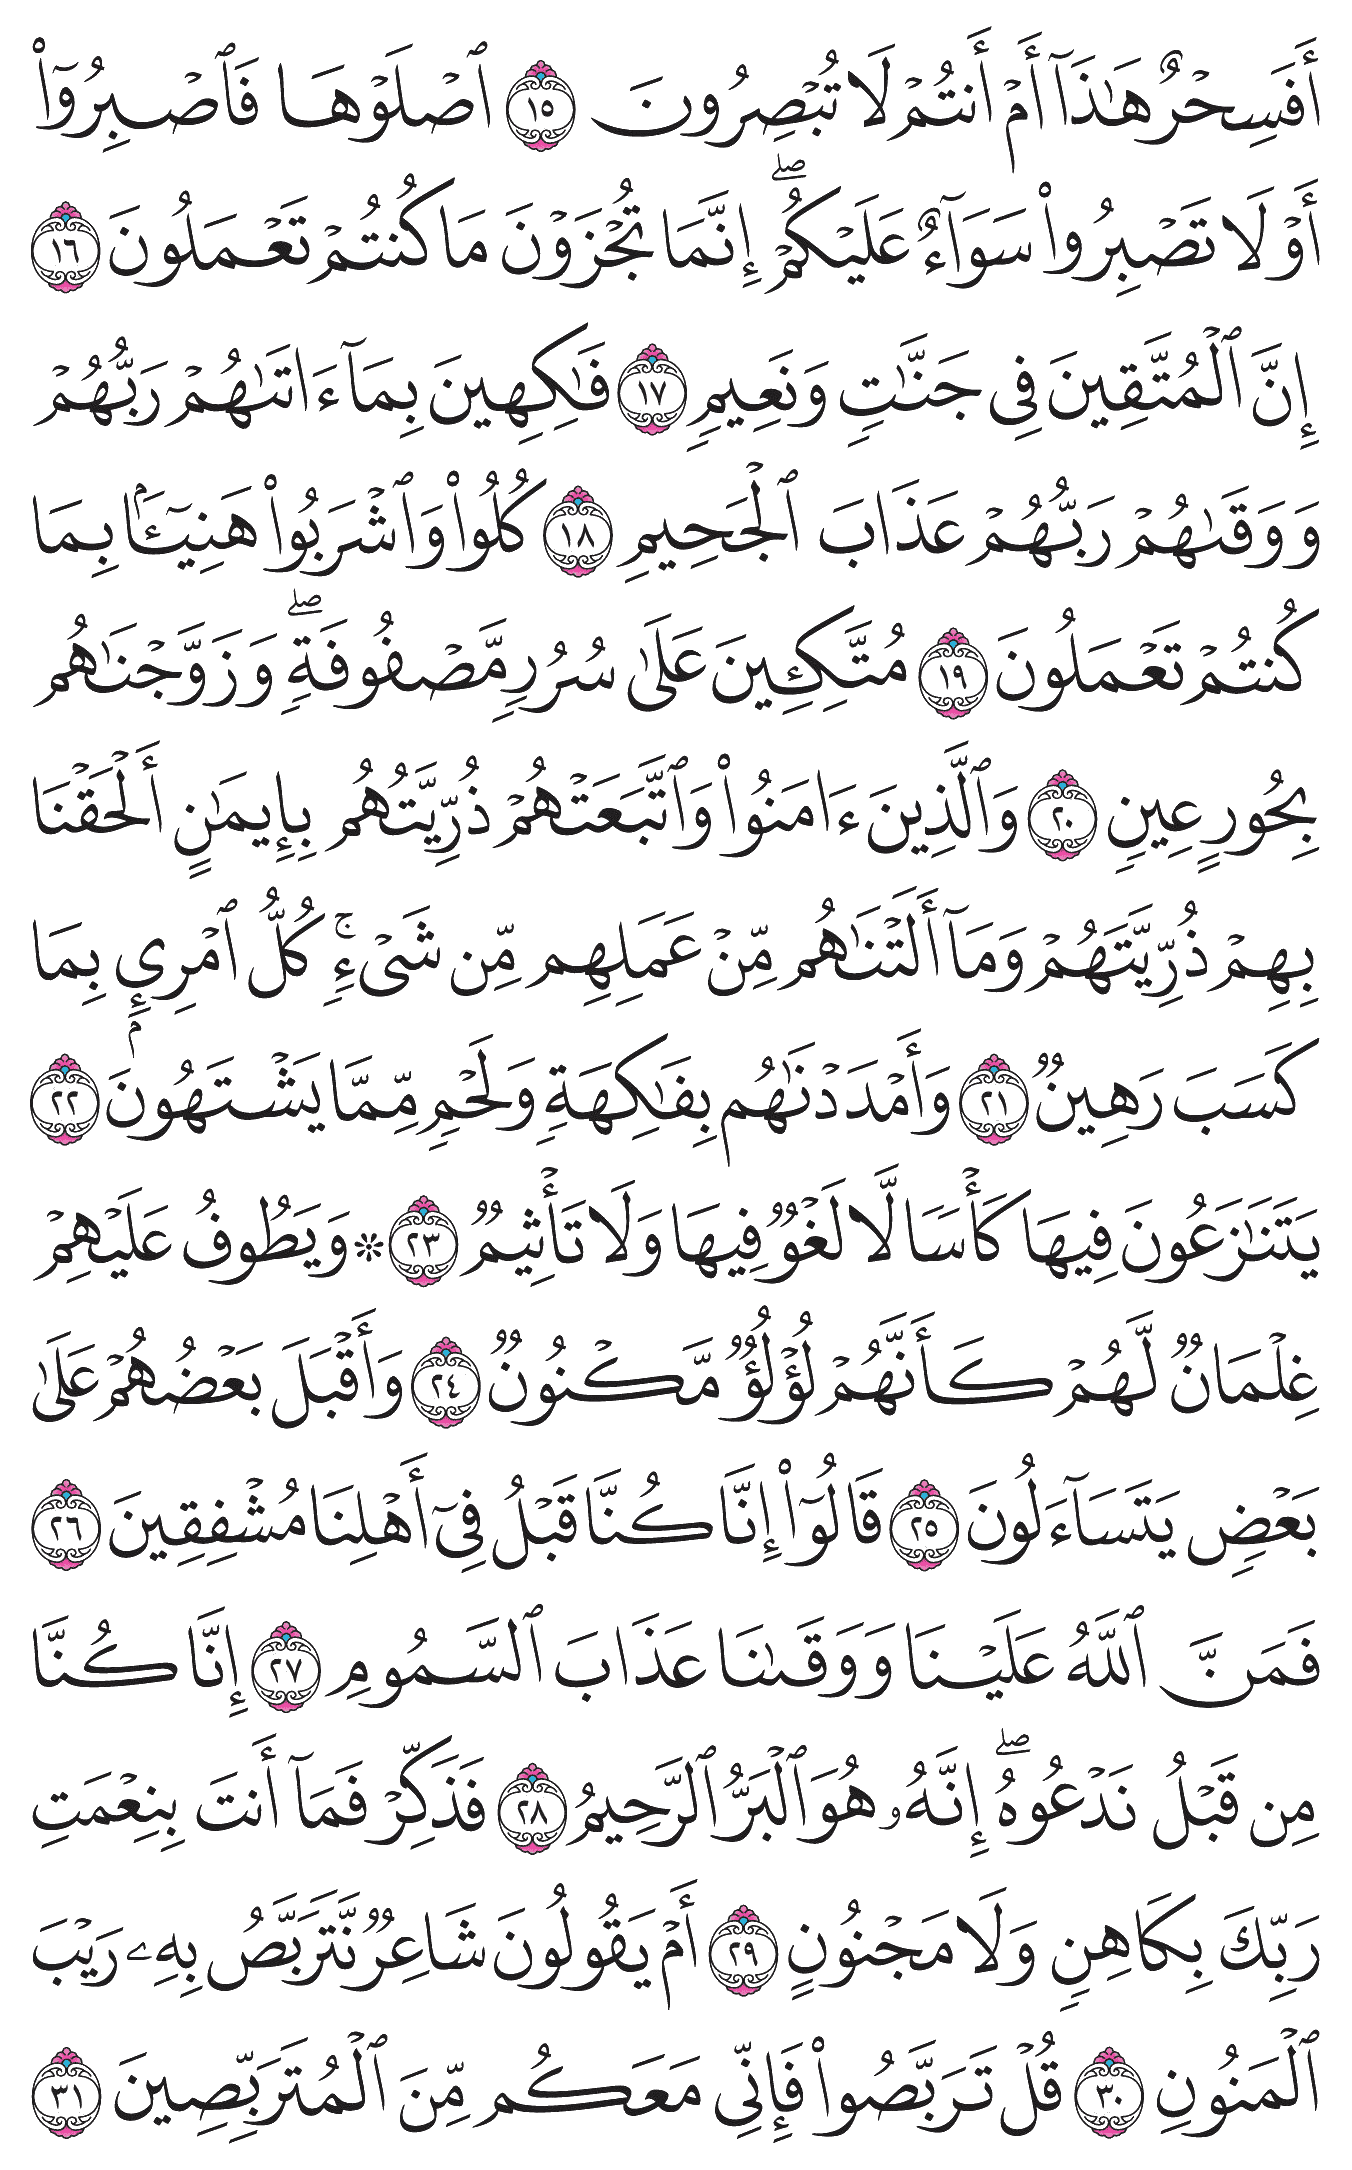 أَفَسِحْرٌ هَٰذَآ أَمْ أَنتُمْ لَا تُبْصِرُونَ ١٥ ٱصْلَوْهَا فَٱصْبِرُوٓا۟
أَوْ لَا تَصْبِرُوا۟ سَوَآءٌ عَلَيْكُمْ ۖ إِنَّمَا تُجْزَوْنَ مَا كُنتُمْ تَعْمَلُونَ ١٦
إِنَّ ٱلْمُتَّقِينَ فِى جَنَّٰتٍ وَنَعِيمٍ ١٧ فَٰكِهِينَ بِمَآ ءَاتَىٰهُمْ رَبُّهُمْ
وَوَقَىٰهُمْ رَبُّهُمْ عَذَابَ ٱلْجَحِيمِ ١٨ كُلُوا۟ وَٱشْرَبُوا۟ هَنِيٓـًٔۢا بِمَا
كُنتُمْ تَعْمَلُونَ ١٩ مُتَّكِـِٔينَ عَلَىٰ سُرُرٍ مَّصْفُوفَةٍ ۖ وَزَوَّجْنَٰهُم
بِحُورٍ عِينٍ ٢٠ وَٱلَّذِينَ ءَامَنُوا۟ وَٱتَّبَعَتْهُمْ ذُرِّيَّتُهُم بِإِيمَٰنٍ أَلْحَقْنَا
بِهِمْ ذُرِّيَّتَهُمْ وَمَآ أَلَتْنَٰهُم مِّنْ عَمَلِهِم مِّن شَىْءٍ ۚ كُلُّ ٱمْرِئٍۭ بِمَا
كَسَبَ رَهِينٌ ٢١ وَأَمْدَدْنَٰهُم بِفَٰكِهَةٍ وَلَحْمٍ مِّمَّا يَشْتَهُونَ ٢٢
يَتَنَٰزَعُونَ فِيهَا كَأْسًا لَّا لَغْوٌ فِيهَا وَلَا تَأْثِيمٌ ٢٣ ۞ وَيَطُوفُ عَلَيْهِمْ
غِلْمَانٌ لَّهُمْ كَأَنَّهُمْ لُؤْلُؤٌ مَّكْنُونٌ ٢٤ وَأَقْبَلَ بَعْضُهُمْ عَلَىٰ
بَعْضٍ يَتَسَآءَلُونَ ٢٥ قَالُوٓا۟ إِنَّا كُنَّا قَبْلُ فِىٓ أَهْلِنَا مُشْفِقِينَ ٢٦
فَمَنَّ ٱللَّهُ عَلَيْنَا وَوَقَىٰنَا عَذَابَ ٱلسَّمُومِ ٢٧ إِنَّا كُنَّا
مِن قَبْلُ نَدْعُوهُ ۖ إِنَّهُۥ هُوَ ٱلْبَرُّ ٱلرَّحِيمُ ٢٨ فَذَكِّرْ فَمَآ أَنتَ بِنِعْمَتِ
رَبِّكَ بِكَاهِنٍ وَلَا مَجْنُونٍ ٢٩ أَمْ يَقُولُونَ شَاعِرٌ نَّتَرَبَّصُ بِهِۦ رَيْبَ
ٱلْمَنُونِ ٣٠ قُلْ تَرَبَّصُوا۟ فَإِنِّى مَعَكُم مِّنَ ٱلْمُتَرَبِّصِينَ ٣١